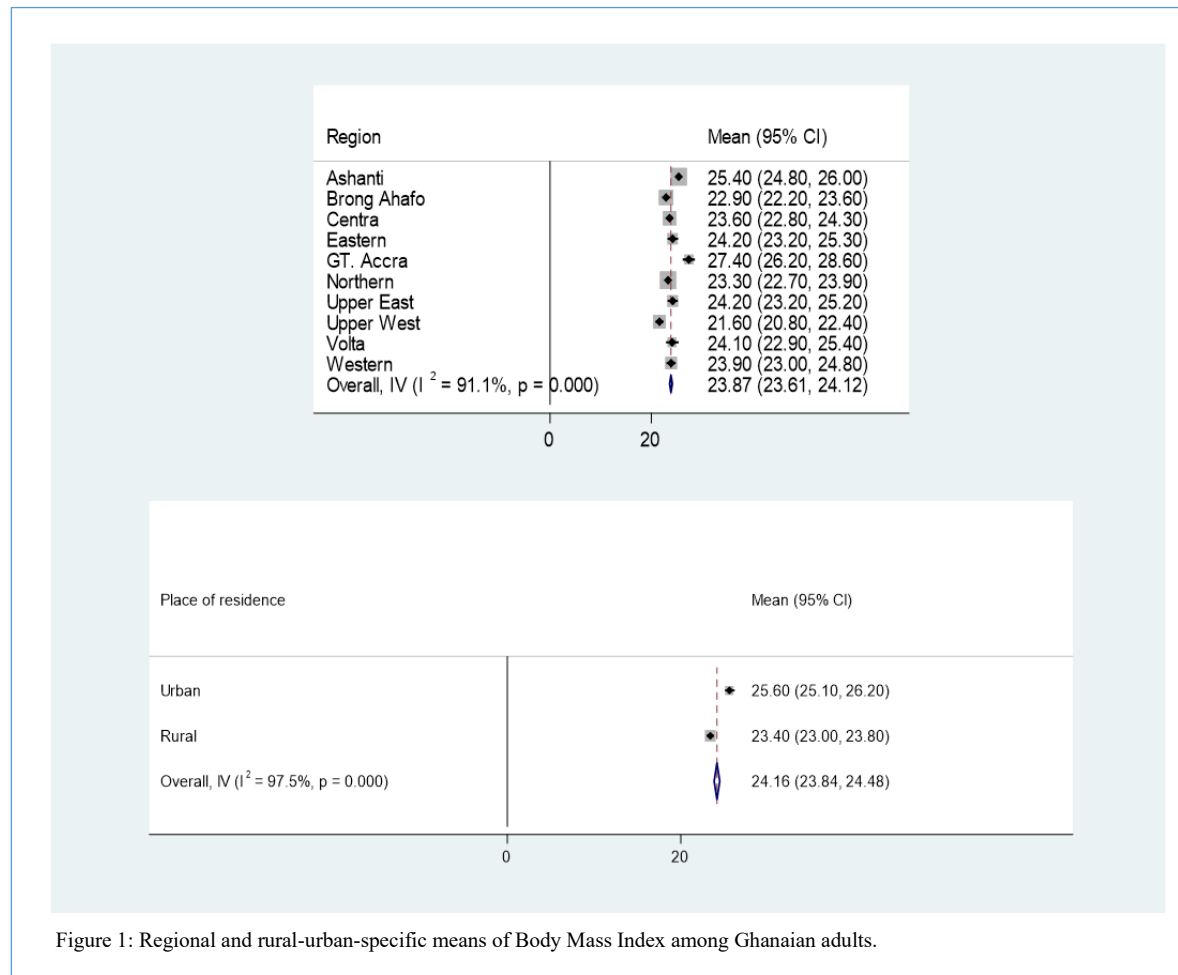 Region Mean (95% CI)
Ashanti 25.40 (24.80, 26.00)
Brong Ahafo 22.90 (22.20, 23.60)
Centra 23.60 (22.80, 24.30)
Eastern 24.20 (23.20, 25.30)
GT. Accra 27.40 (26.20, 28.60)
Northern 23.30 (22.70, 23.90)
Upper East 24.20 (23.20, 25.20)
Upper West 21.60 (20.80, 22.40)
Volta 24.10 (22.90, 25.40)
Western 23.90 (23.00, 24.80)
Overall, IV (I² = 91.1%, p = 0.000) 23.87 (23.61, 24.12)
0 20
Place of residence Mean (95% CI)
Urban 25.60 (25.10, 26.20)
Rural 23.40 (23.00, 23.80)
Overall, IV (I² = 97.5%, p = 0.000) 24.16 (23.84, 24.48)
0 20
Figure 1: Regional and rural-urban-specific means of Body Mass Index among Ghanaian adults.